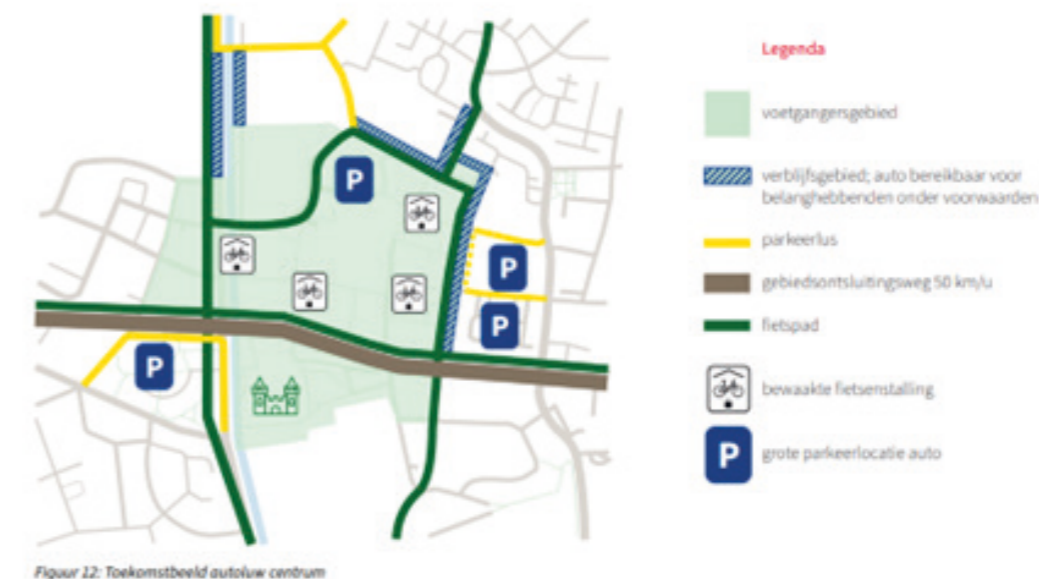 Legenda
voetgangersgebied
verblijfsgebied; auto bereikbaar voor
belanghebbenden onder voorwaarden
parkeerlus
gebiedsontsluitingsweg 50 km/u
fietspad
bewaakte fietsenstalling
P grote parkeerlocatie auto
P
P
P
P
Figuur 12: Toekomstbeeld autoluw centrum